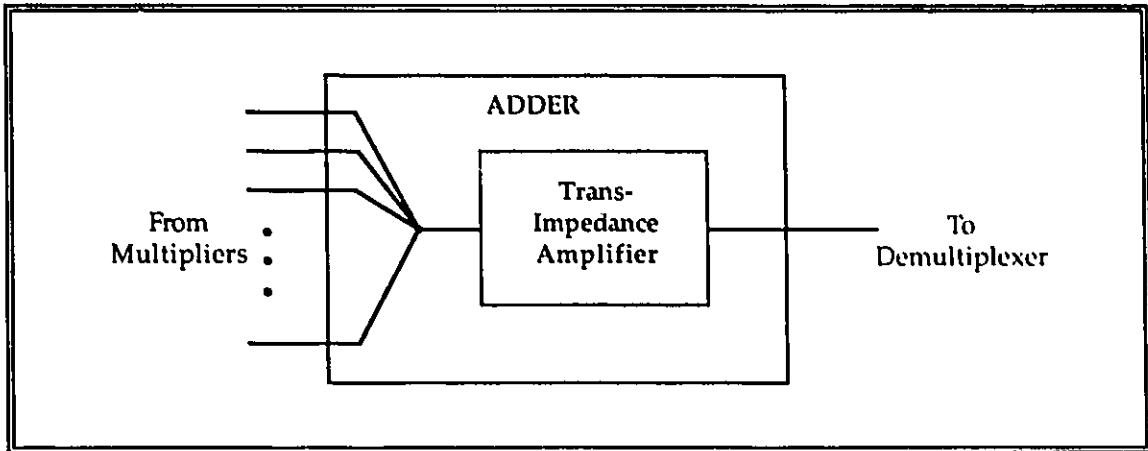 ADDER
Trans-
Impedance
Amplifier
From
Multipliers
To
Demultiplexer